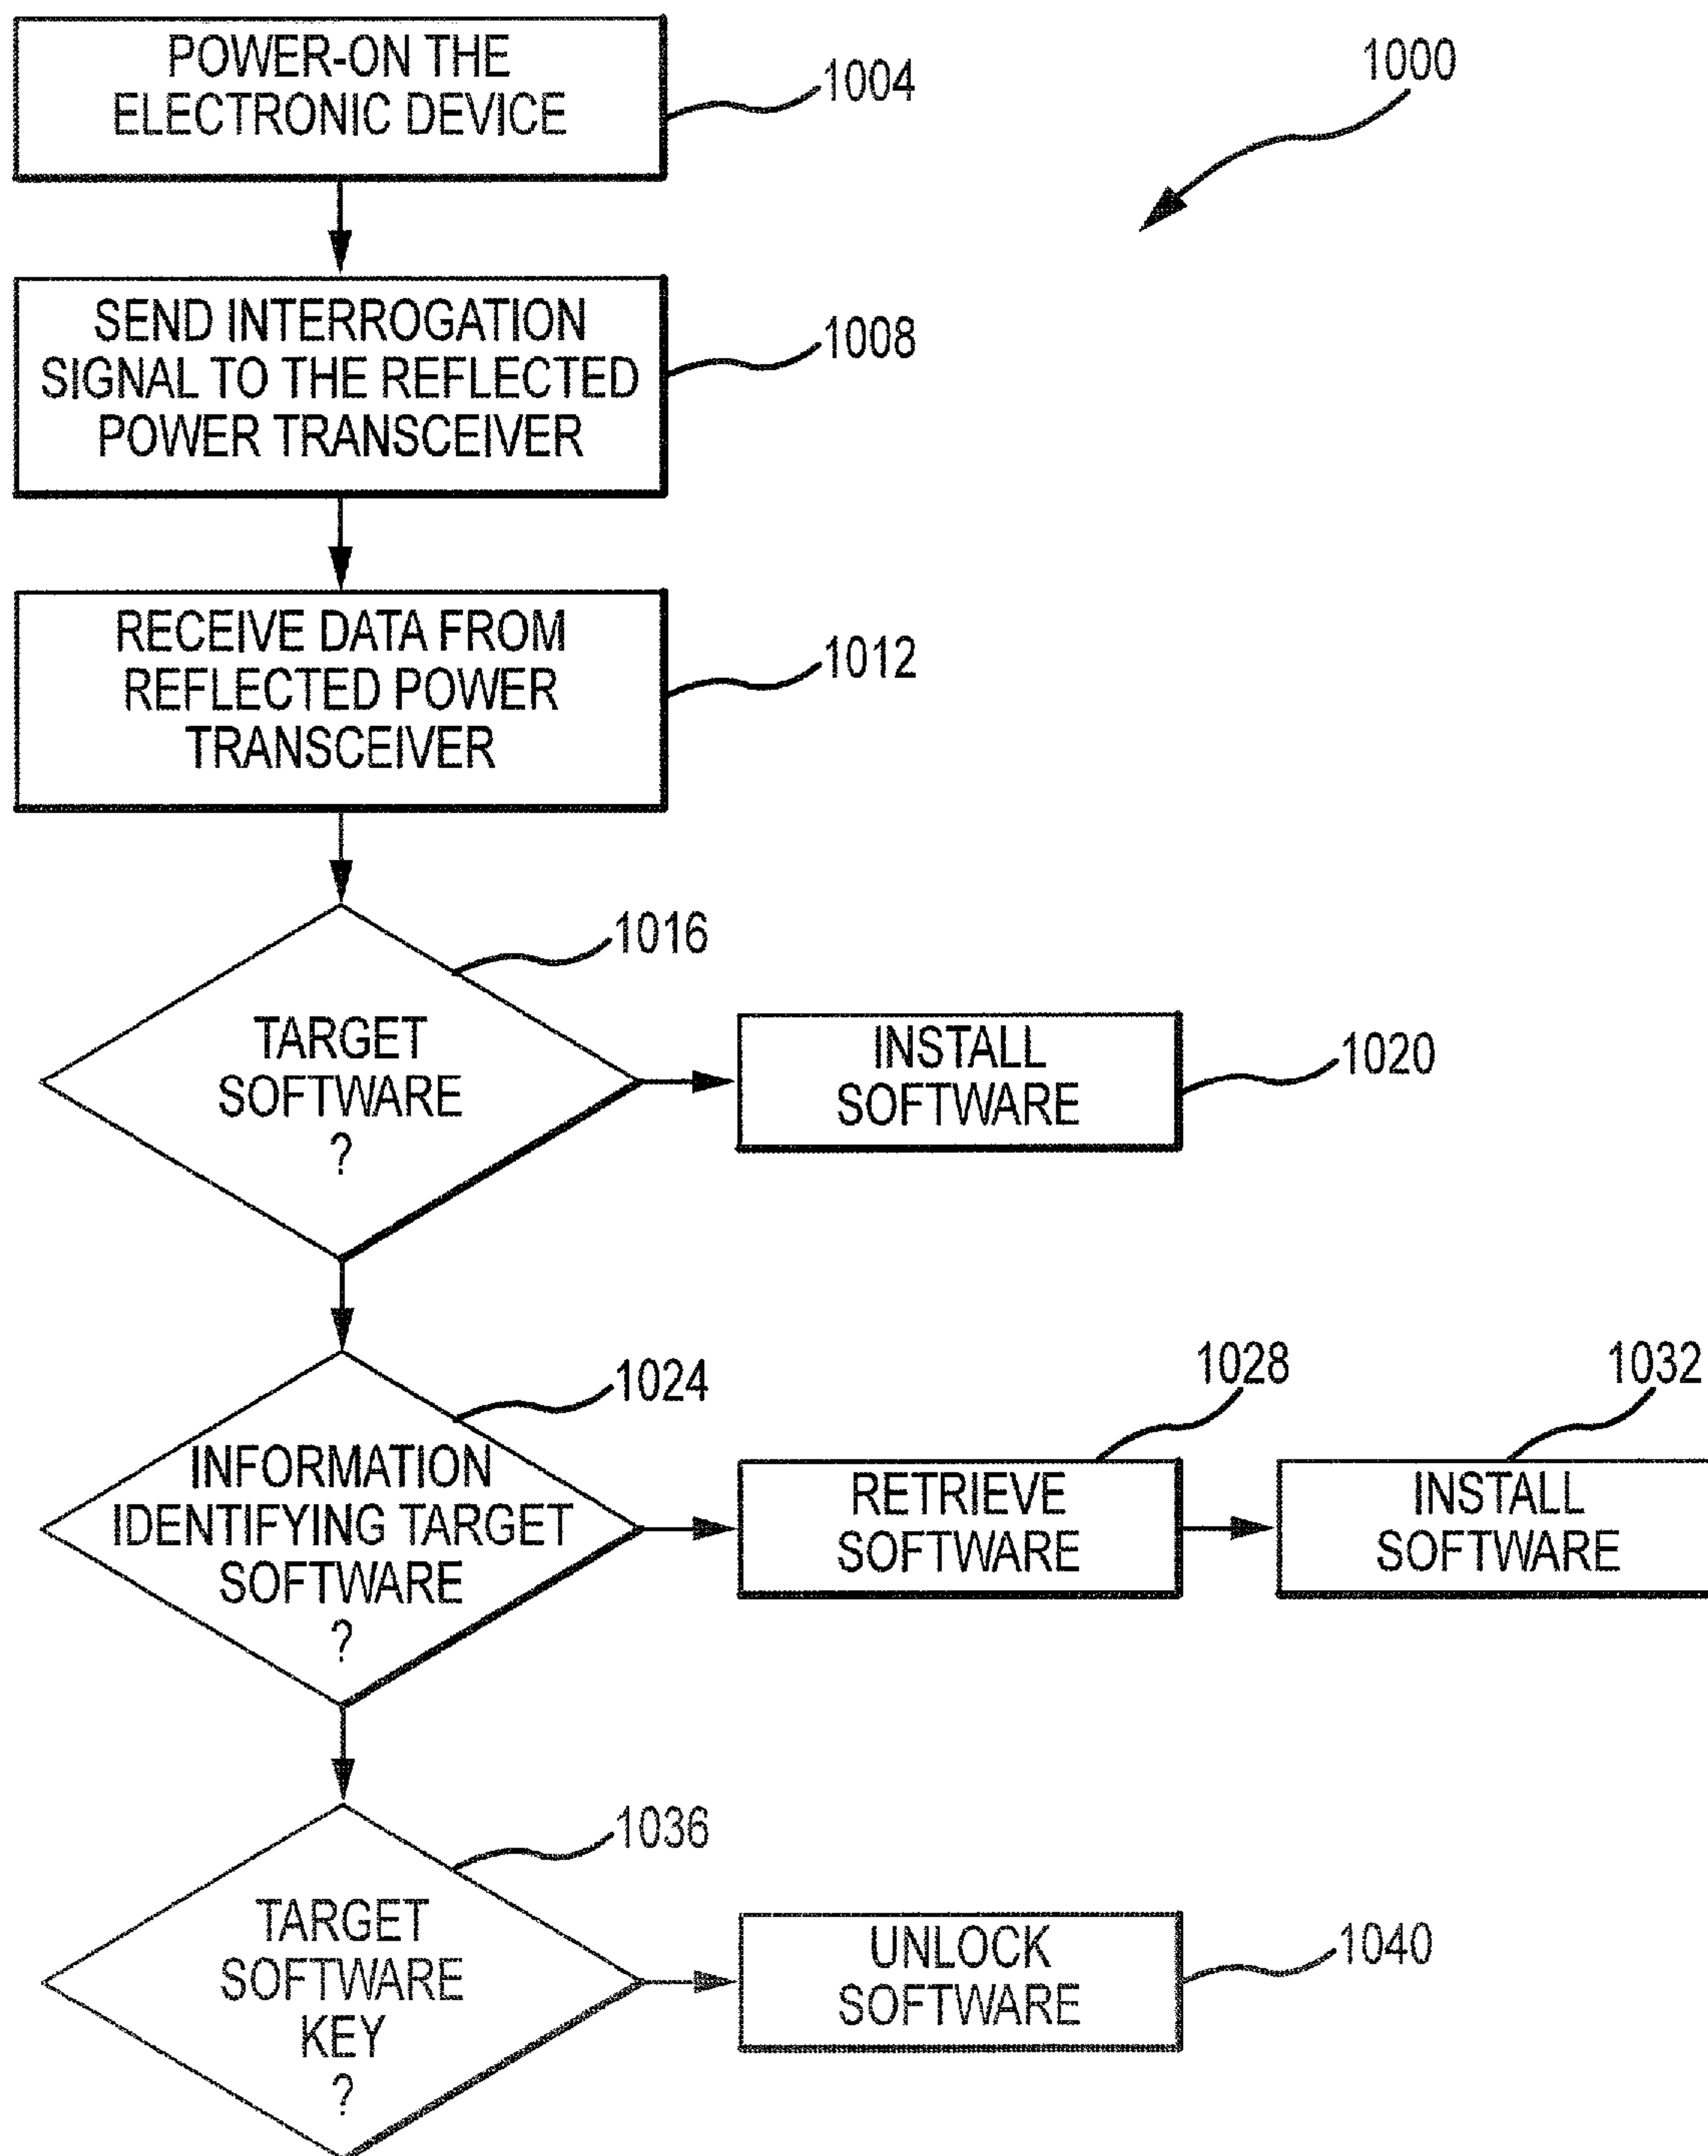 POWER-ON THE
ELECTRONIC DEVICE
1004
1000
SEND INTERROGATION
SIGNAL TO THE REFLECTED
POWER TRANSCEIVER
1008
RECEIVE DATA FROM
REFLECTED POWER
TRANSCEIVER
1012
TARGET
SOFTWARE
?
1016
INSTALL
SOFTWARE
1020
INFORMATION
IDENTIFYING TARGET
SOFTWARE
?
1024
RETRIEVE
SOFTWARE
1028
INSTALL
SOFTWARE
1032
TARGET
SOFTWARE
KEY
?
1036
UNLOCK
SOFTWARE
1040